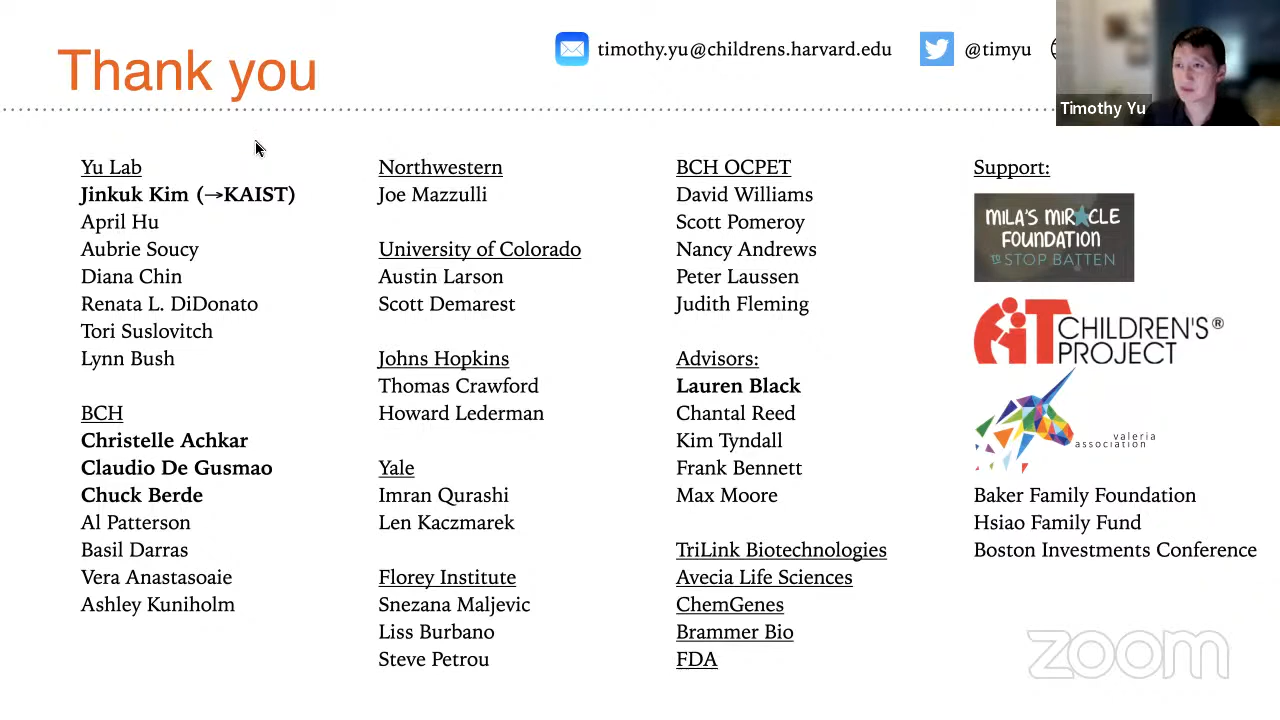 Thank you
timothy.yu@childrens.harvard.edu
@timyu
Timothy Yu
Yu Lab
Jinkuk Kim (→KAIST)
April Hu
Aubrie Soucy
Diana Chin
Renata L. DiDonato
Tori Suslovitch
Lynn Bush
BCH
Christelle Achkar
Claudio De Gusmao
Chuck Berde
Al Patterson
Basil Darras
Vera Anastasoaie
Ashley Kuniholm
Northwestern
Joe Mazzulli
University of Colorado
Austin Larson
Scott Demarest
Johns Hopkins
Thomas Crawford
Howard Lederman
Yale
Imran Qurashi
Len Kaczmarek
Florey Institute
Snezana Maljevic
Liss Burbano
Steve Petrou
BCH OCPET
David Williams
Scott Pomeroy
Nancy Andrews
Peter Laussen
Judith Fleming
Advisors:
Lauren Black
Chantal Reed
Kim Tyndall
Frank Bennett
Max Moore
TriLink Biotechnologies
Avecia Life Sciences
ChemGenes
Brammer Bio
FDA
Support:
MILA'S MIRACLE
FOUNDATION
TO STOP BATTEN
AT CHILDREN'S®
PROJECT
valeria
association
Baker Family Foundation
Hsiao Family Fund
Boston Investments Conference
zoom